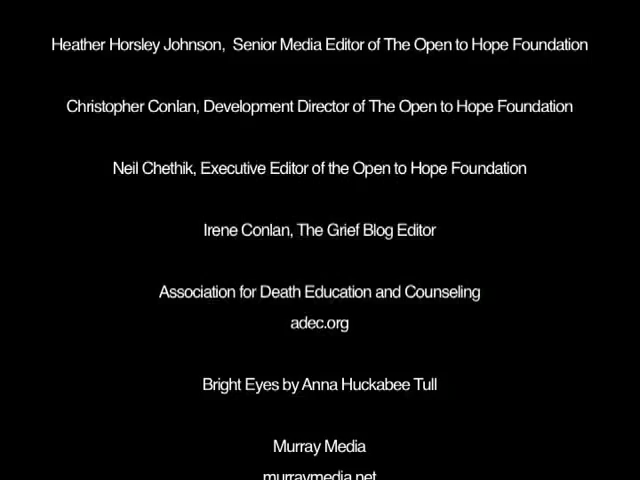 Heather Horsley Johnson,  Senior Media Editor of The Open to Hope Foundation
Christopher Conlan, Development Director of The Open to Hope Foundation
Neil Chethik, Executive Editor of the Open to Hope Foundation
Irene Conlan, The Grief Blog Editor
Association for Death Education and Counseling
adec.org
Bright Eyes by Anna Huckabee Tull
Murray Media
murraymedia.net